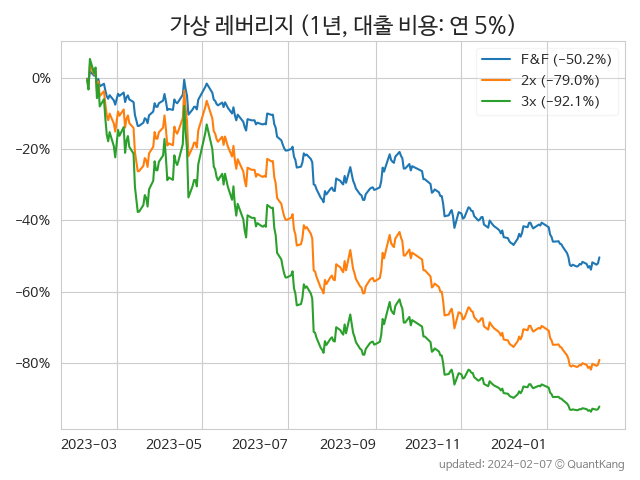 가상 레버리지 (1년, 대출 비용: 연 5%)
F&F (−50.2%)
2x (−79.0%)
3x (−92.1%)
0%
−20%
−40%
−60%
−80%
2023-03 2023-05 2023-07 2023-09 2023-11 2024-01
updated: 2024-02-07 © QuantKang